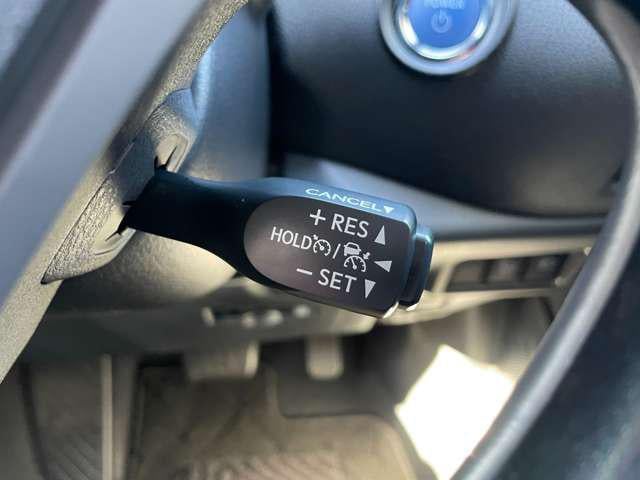 POWER
CANCEL▼
+ RES ▲
HOLD / ◀
− SET ▼